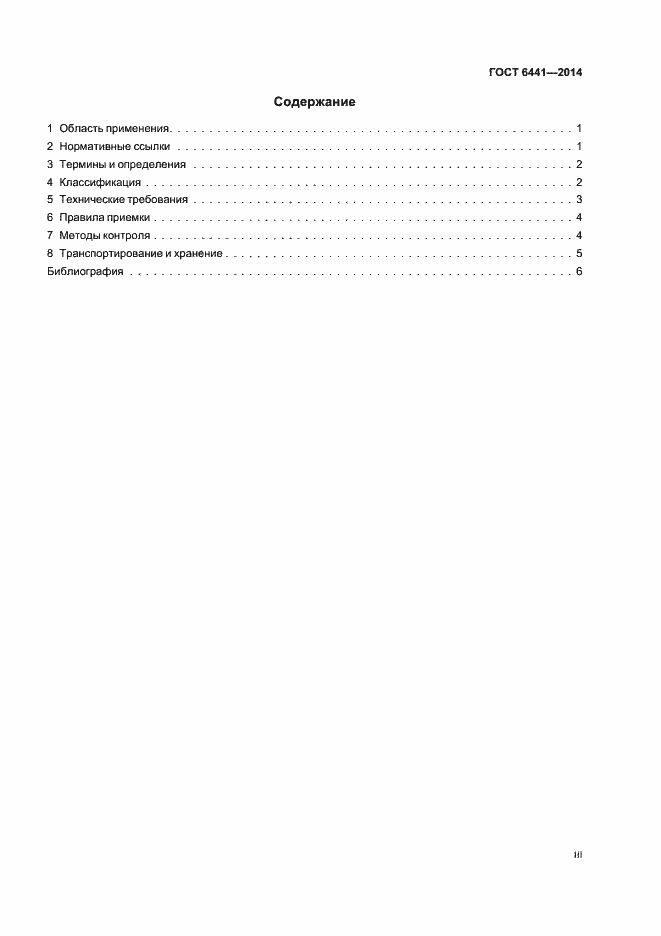 ГОСТ 6441—2014
Содержание
1 Область применения. . . . . . . . . . . . . . . . . . . . . . . . . . . . . . . . . . . . . . . . 1
2 Нормативные ссылки . . . . . . . . . . . . . . . . . . . . . . . . . . . . . . . . . . . . . . . . 1
3 Термины и определения . . . . . . . . . . . . . . . . . . . . . . . . . . . . . . . . . . . . . . 2
4 Классификация . . . . . . . . . . . . . . . . . . . . . . . . . . . . . . . . . . . . . . . . . . . 2
5 Технические требования . . . . . . . . . . . . . . . . . . . . . . . . . . . . . . . . . . . . . . 3
6 Правила приемки . . . . . . . . . . . . . . . . . . . . . . . . . . . . . . . . . . . . . . . . . . 4
7 Методы контроля . . . . . . . . . . . . . . . . . . . . . . . . . . . . . . . . . . . . . . . . . . 4
8 Транспортирование и хранение . . . . . . . . . . . . . . . . . . . . . . . . . . . . . . . . . . . 5
Библиография . . . . . . . . . . . . . . . . . . . . . . . . . . . . . . . . . . . . . . . . . . . . 6
III